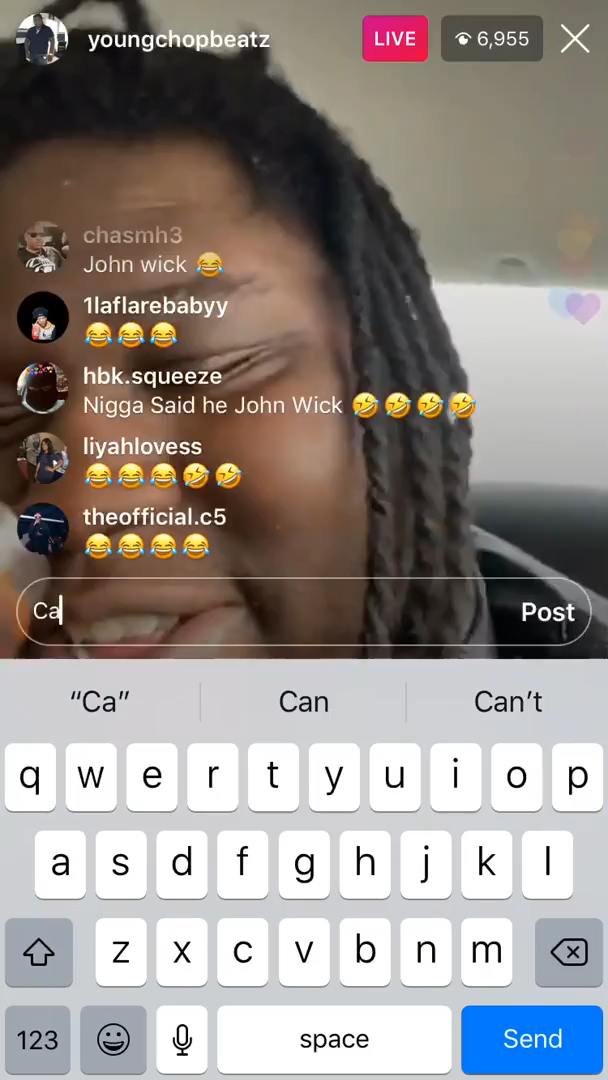 youngchopbeatz
LIVE
6,955
chasmh3
John wick 😂
1laflarebabyy
😂😂😂
hbk.squeeze
Nigga Said he John Wick 🤣🤣🤣🤣
liyahlovess
😂😂😂🤣🤣
theofficial.c5
😂😂😂😂
Ca
Post
“Ca”
Can
Can't
q w e r t y u i o p
a s d f g h j k l
z x c v b n m
123
space
Send